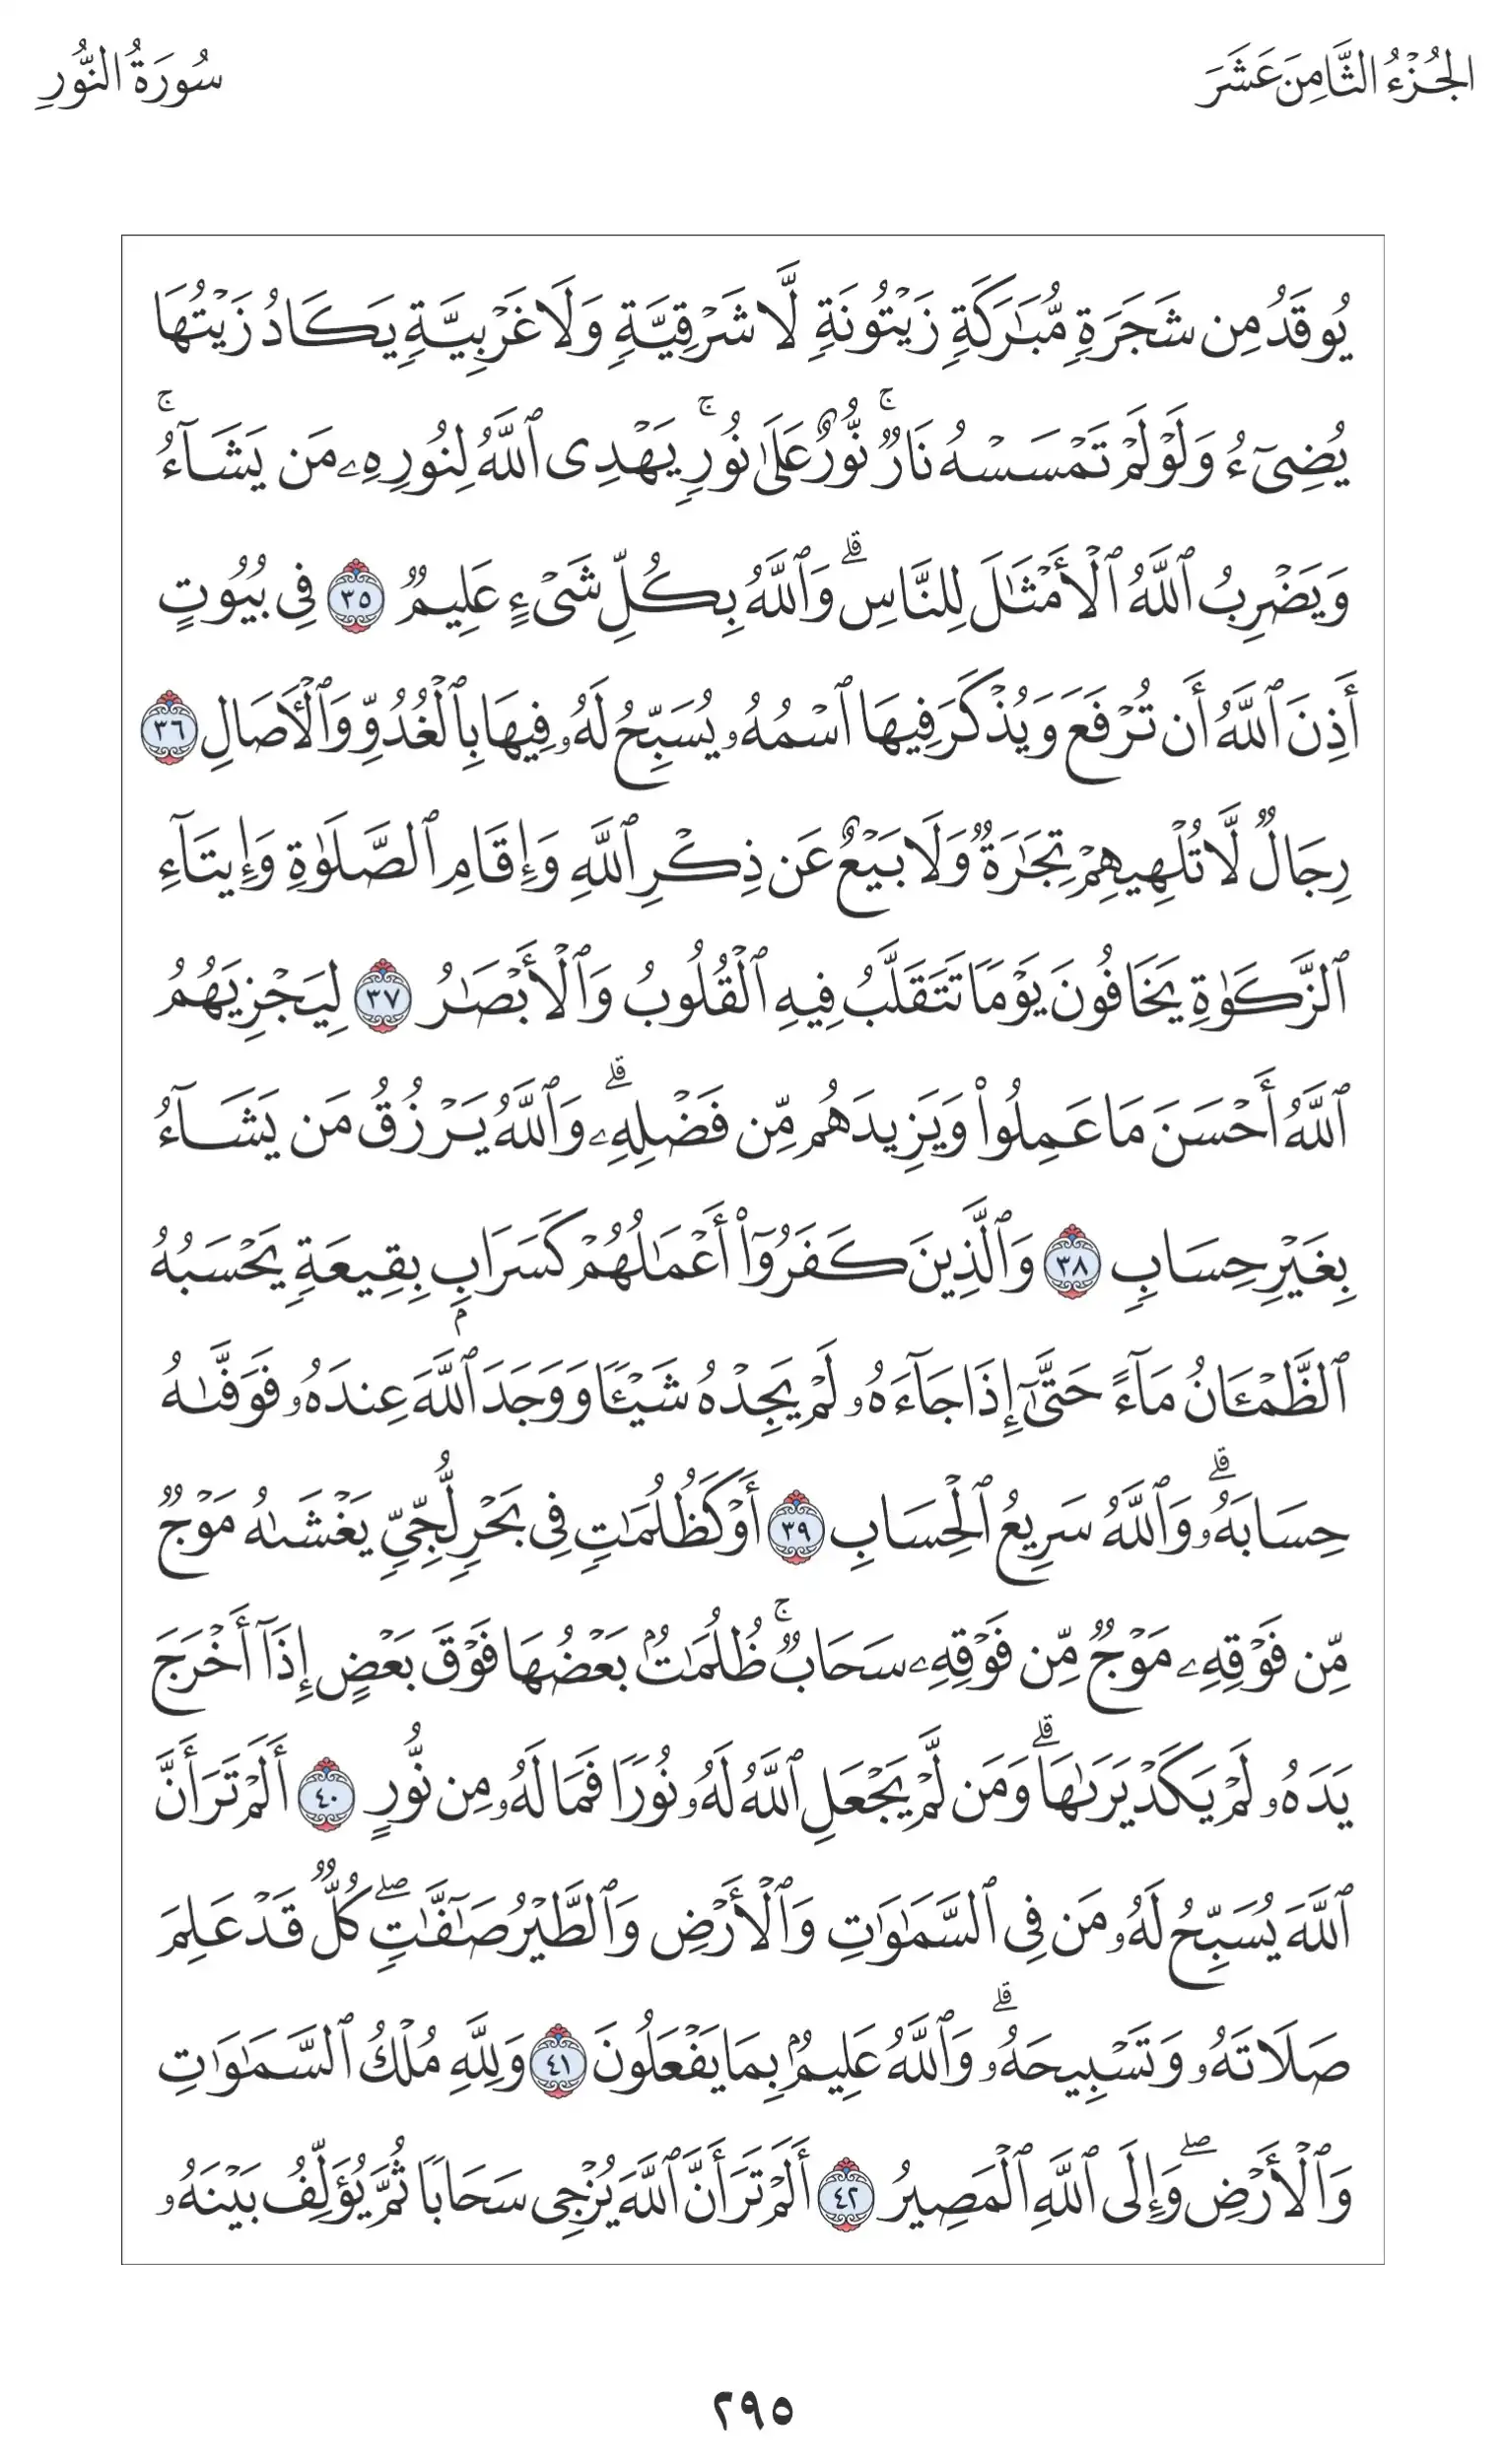 الجُزْءُ الثَّامِنَ عَشَرَ
سُورَةُ النُّورِ
يُوقَدُ مِن شَجَرَةٖ مُّبَٰرَكَةٖ زَيۡتُونَةٖ لَّا شَرۡقِيَّةٖ وَلَا غَرۡبِيَّةٖ يَكَادُ زَيۡتُهَا
يُضِيٓءُ وَلَوۡ لَمۡ تَمۡسَسۡهُ نَارٞۚ نُّورٌ عَلَىٰ نُورٖۚ يَهۡدِي ٱللَّهُ لِنُورِهِۦ مَن يَشَآءُۚ
وَيَضۡرِبُ ٱللَّهُ ٱلۡأَمۡثَٰلَ لِلنَّاسِۗ وَٱللَّهُ بِكُلِّ شَيۡءٍ عَلِيمٞ ٣٥ فِي بُيُوتٍ
أَذِنَ ٱللَّهُ أَن تُرۡفَعَ وَيُذۡكَرَ فِيهَا ٱسۡمُهُۥ يُسَبِّحُ لَهُۥ فِيهَا بِٱلۡغُدُوِّ وَٱلۡأٓصَالِ ٣٦
رِجَالٞ لَّا تُلۡهِيهِمۡ تِجَٰرَةٞ وَلَا بَيۡعٌ عَن ذِكۡرِ ٱللَّهِ وَإِقَامِ ٱلصَّلَوٰةِ وَإِيتَآءِ
ٱلزَّكَوٰةِ يَخَافُونَ يَوۡمٗا تَتَقَلَّبُ فِيهِ ٱلۡقُلُوبُ وَٱلۡأَبۡصَٰرُ ٣٧ لِيَجۡزِيَهُمُ
ٱللَّهُ أَحۡسَنَ مَا عَمِلُواْ وَيَزِيدَهُم مِّن فَضۡلِهِۦۗ وَٱللَّهُ يَرۡزُقُ مَن يَشَآءُ
بِغَيۡرِ حِسَابٖ ٣٨ وَٱلَّذِينَ كَفَرُوٓاْ أَعۡمَٰلُهُمۡ كَسَرَابِۭ بِقِيعَةٖ يَحۡسَبُهُ
ٱلظَّمۡـَٔانُ مَآءً حَتَّىٰٓ إِذَا جَآءَهُۥ لَمۡ يَجِدۡهُ شَيۡـٔٗا وَوَجَدَ ٱللَّهَ عِندَهُۥ فَوَفَّىٰهُ
حِسَابَهُۥۗ وَٱللَّهُ سَرِيعُ ٱلۡحِسَابِ ٣٩ أَوۡ كَظُلُمَٰتٖ فِي بَحۡرٖ لُّجِّيّٖ يَغۡشَىٰهُ مَوۡجٞ
مِّن فَوۡقِهِۦ مَوۡجٞ مِّن فَوۡقِهِۦ سَحَابٞۚ ظُلُمَٰتُۢ بَعۡضُهَا فَوۡقَ بَعۡضٍ إِذَآ أَخۡرَجَ
يَدَهُۥ لَمۡ يَكَدۡ يَرَىٰهَاۗ وَمَن لَّمۡ يَجۡعَلِ ٱللَّهُ لَهُۥ نُورٗا فَمَا لَهُۥ مِن نُّورٍ ٤٠ أَلَمۡ تَرَ أَنَّ
ٱللَّهَ يُسَبِّحُ لَهُۥ مَن فِي ٱلسَّمَٰوَٰتِ وَٱلۡأَرۡضِ وَٱلطَّيۡرُ صَٰٓفَّٰتٖۖ كُلّٞ قَدۡ عَلِمَ
صَلَاتَهُۥ وَتَسۡبِيحَهُۥۗ وَٱللَّهُ عَلِيمُۢ بِمَا يَفۡعَلُونَ ٤١ وَلِلَّهِ مُلۡكُ ٱلسَّمَٰوَٰتِ
وَٱلۡأَرۡضِۖ وَإِلَى ٱللَّهِ ٱلۡمَصِيرُ ٤٢ أَلَمۡ تَرَ أَنَّ ٱللَّهَ يُزۡجِي سَحَابٗا ثُمَّ يُؤَلِّفُ بَيۡنَهُۥ
٢٩٥